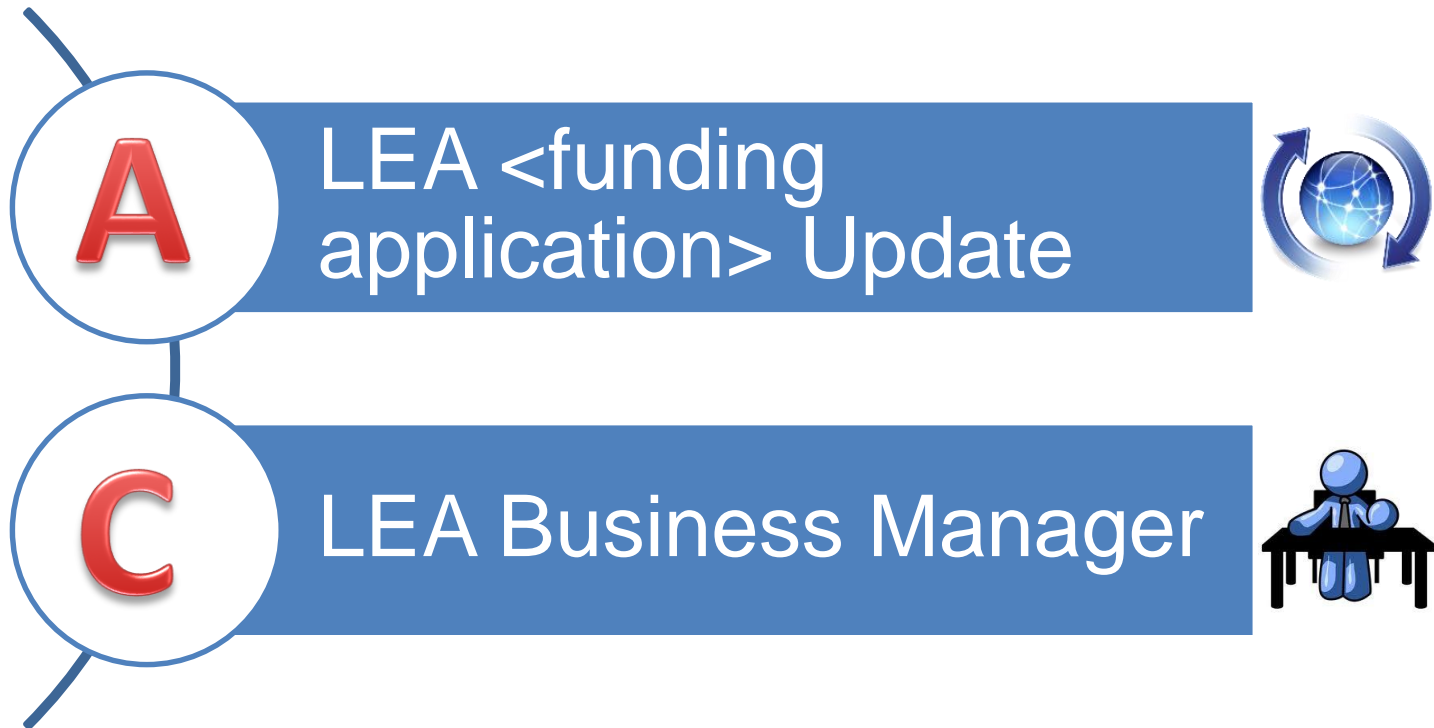 A
LEA <funding
application> Update
C
LEA Business Manager